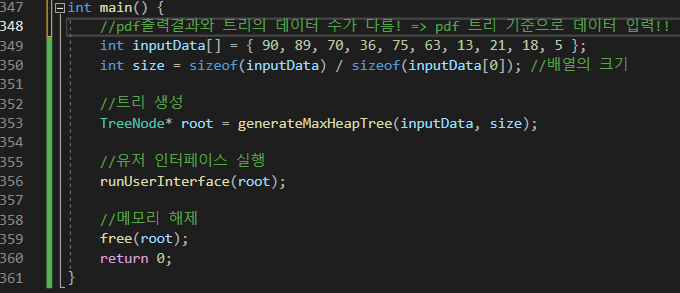 347 int main() {
348 //pdf출력결과와 트리의 데이터 수가 다름! => pdf 트리 기준으로 데이터 입력!!
349 int inputData[] = { 90, 89, 70, 36, 75, 63, 13, 21, 18, 5 };
350 int size = sizeof(inputData) / sizeof(inputData[0]); //배열의 크기
351
352 //트리 생성
353 TreeNode* root = generateMaxHeapTree(inputData, size);
354
355 //유저 인터페이스 실행
356 runUserInterface(root);
357
358 //메모리 해제
359 free(root);
360 return 0;
361 }